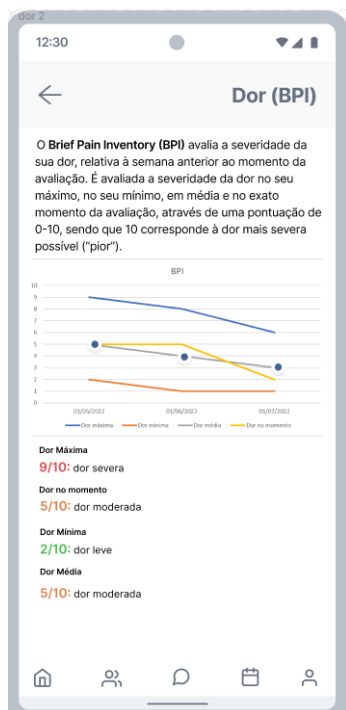 dor 2
12:30
Dor (BPI)
O Brief Pain Inventory (BPI) avalia a severidade da
sua dor, relativa à semana anterior ao momento da
avaliação. É avaliada a severidade da dor no seu
máximo, no seu mínimo, em média e no exato
momento da avaliação, através de uma pontuação de
0-10, sendo que 10 corresponde à dor mais severa
possível (“pior”).
BPI
10
9
8
7
6
5
4
3
2
1
0
01/05/2022 01/06/2022 01/07/2022
Dor máxima Dor mínima Dor média Dor no momento
Dor Máxima
9/10: dor severa
Dor no momento
5/10: dor moderada
Dor Mínima
2/10: dor leve
Dor Média
5/10: dor moderada